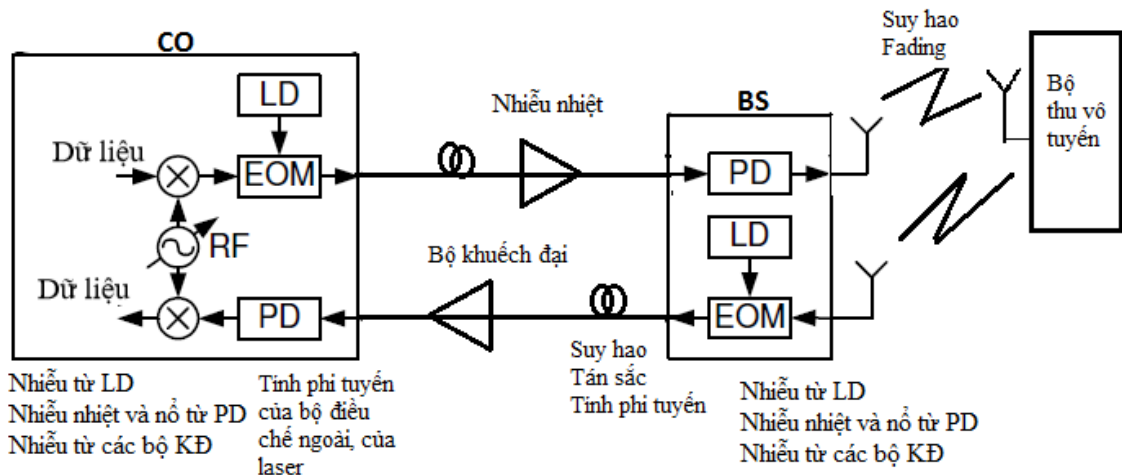 CO
LD
Dữ liệu
EOM
RF
Dữ liệu
PD
Nhiễu nhiệt
Bộ khuếch đại
BS
PD
LD
EOM
Suy hao
Fading
Bộ
thu vô
tuyến
Suy hao
Tán sắc
Tinh phi tuyến
Nhiễu từ LD
Nhiễu nhiệt và nổ từ PD
Nhiễu từ các bộ KĐ
Tinh phi tuyến
của bộ điều
chế ngoài, của
laser
Nhiễu từ LD
Nhiễu nhiệt và nổ từ PD
Nhiễu từ các bộ KĐ